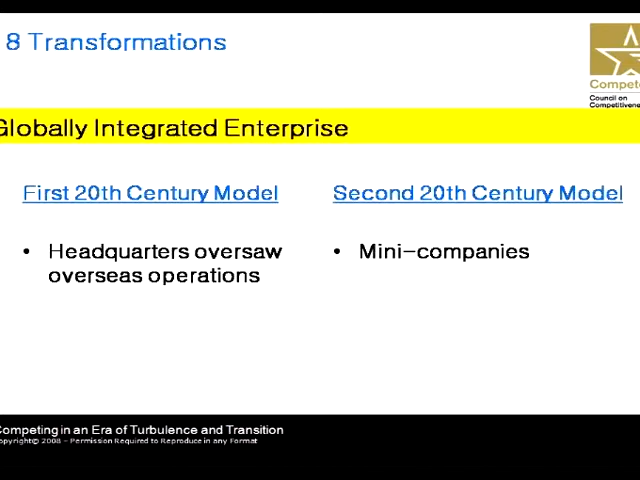 8 Transformations
Compete
Council on
Competitivene
Globally Integrated Enterprise
First 20th Century Model
Second 20th Century Model
• Headquarters oversaw
overseas operations
• Mini-companies
Competing in an Era of Turbulence and Transition
Copyright© 2008 - Permission Required to Reproduce in any Format